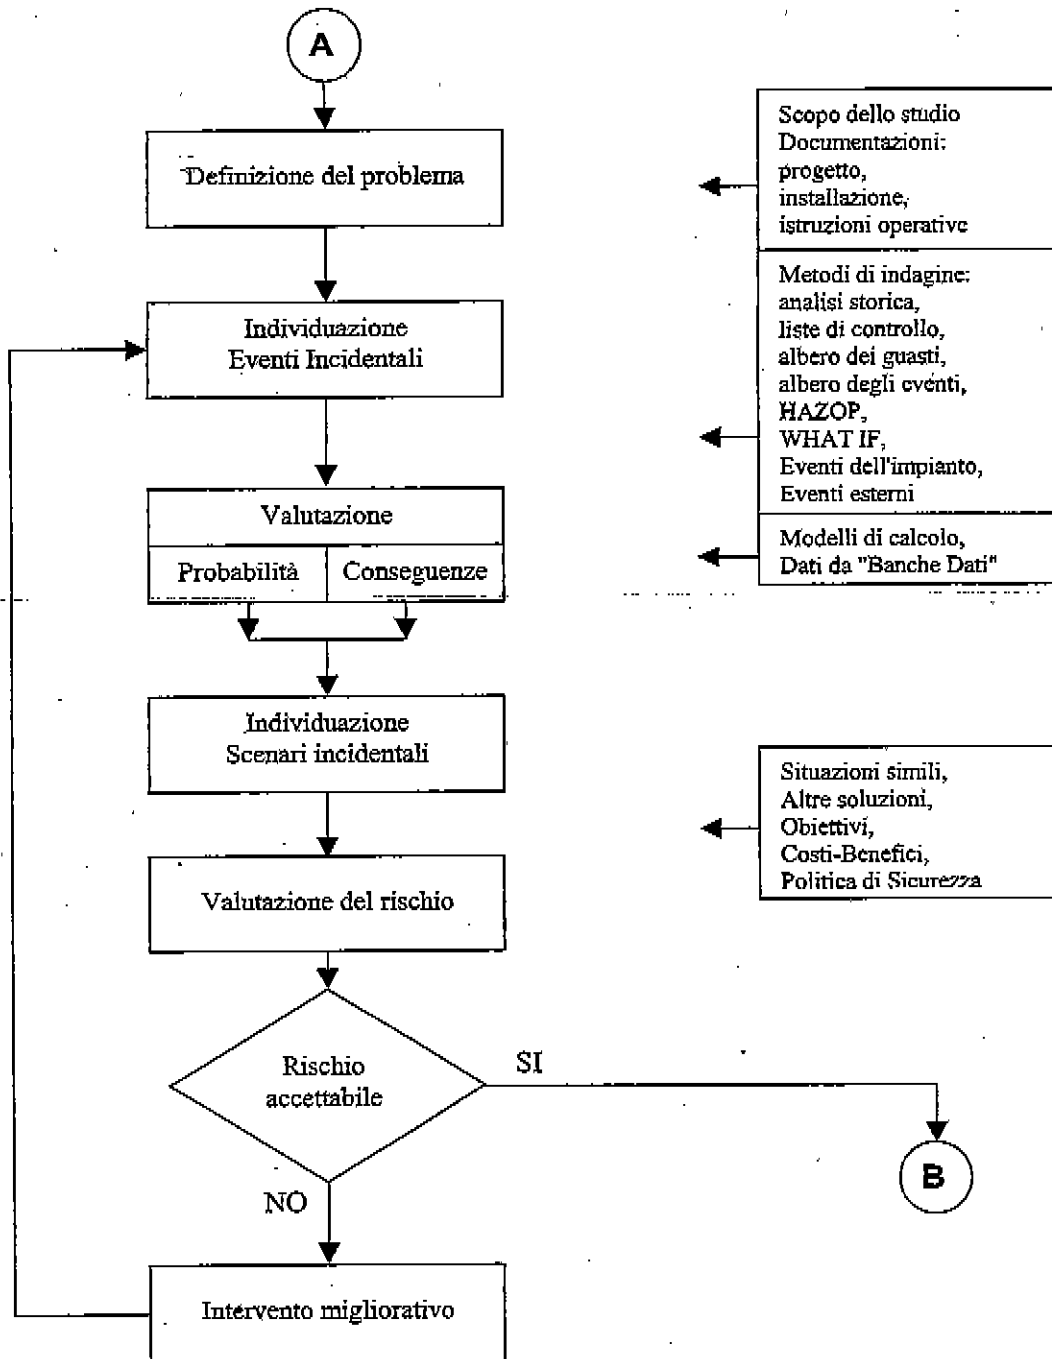 A
Definizione del problema
Scopo dello studio
Documentazioni:
progetto,
installazione,
istruzioni operative
Individuazione
Eventi Incidentali
Metodi di indagine:
analisi storica,
liste di controllo,
albero dei guasti,
albero degli eventi,
HAZOP,
WHAT IF,
Eventi dell'impianto,
Eventi esterni
Valutazione
Probabilità
Conseguenze
Modelli di calcolo,
Dati da "Banche Dati"
Individuazione
Scenari incidentali
Situazioni simili,
Altre soluzioni,
Obiettivi,
Costi-Benefici,
Politica di Sicurezza
Valutazione del rischio
Rischio
accettabile
SI
B
NO
Intervento migliorativo